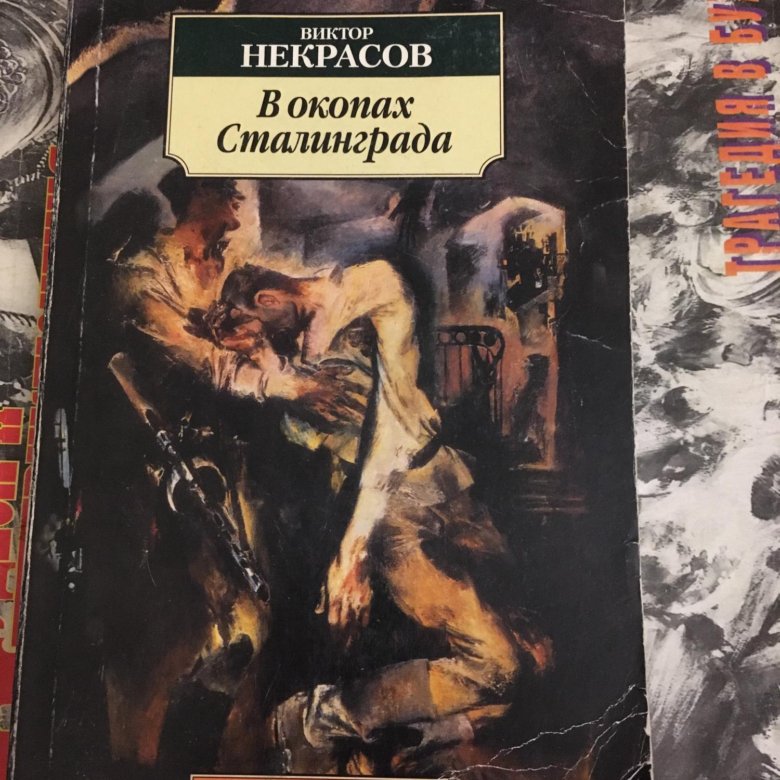 ВИКТОР
НЕКРАСОВ
В окопах
Сталинграда
ТРАГЕДИЯ В